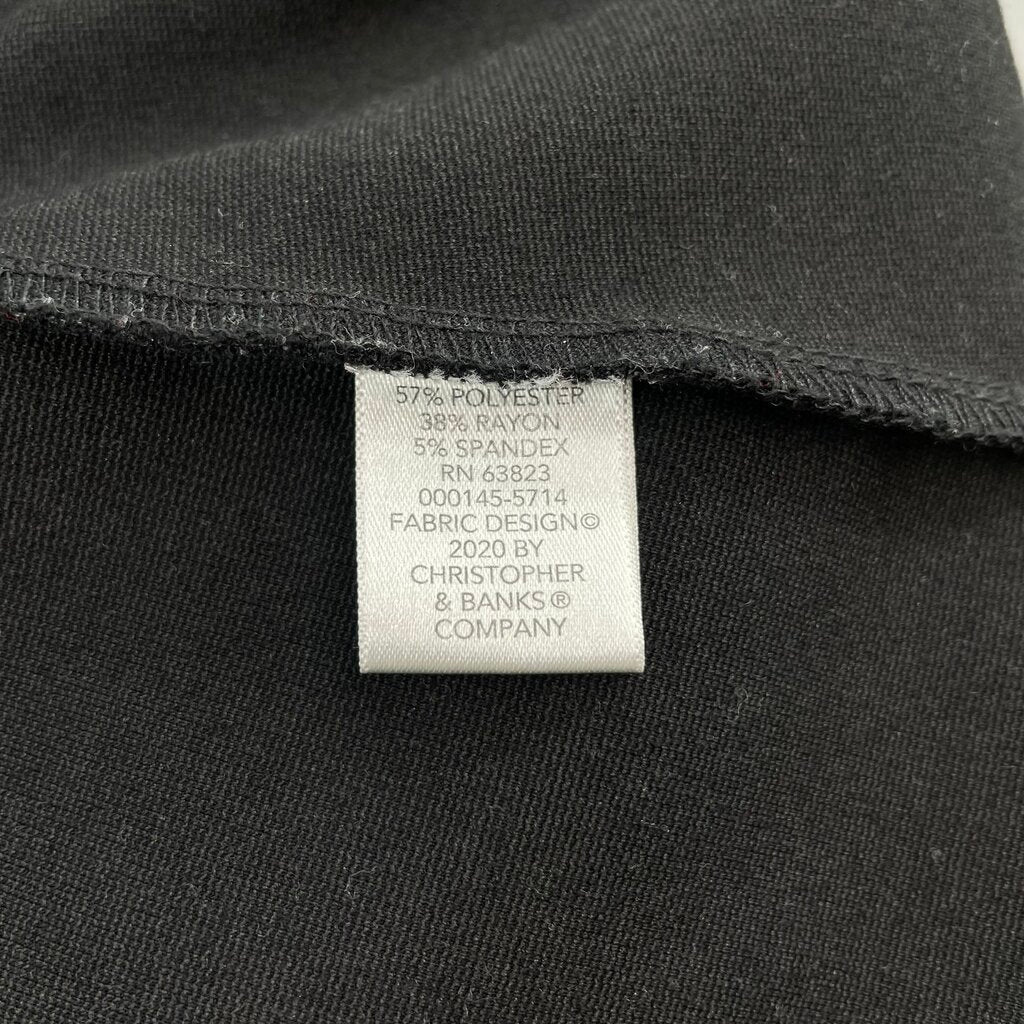 57% POLYESTER
38% RAYON
5% SPANDEX
RN 63823
000145-5714
FABRIC DESIGN©
2020 BY
CHRISTOPHER
& BANKS®
COMPANY